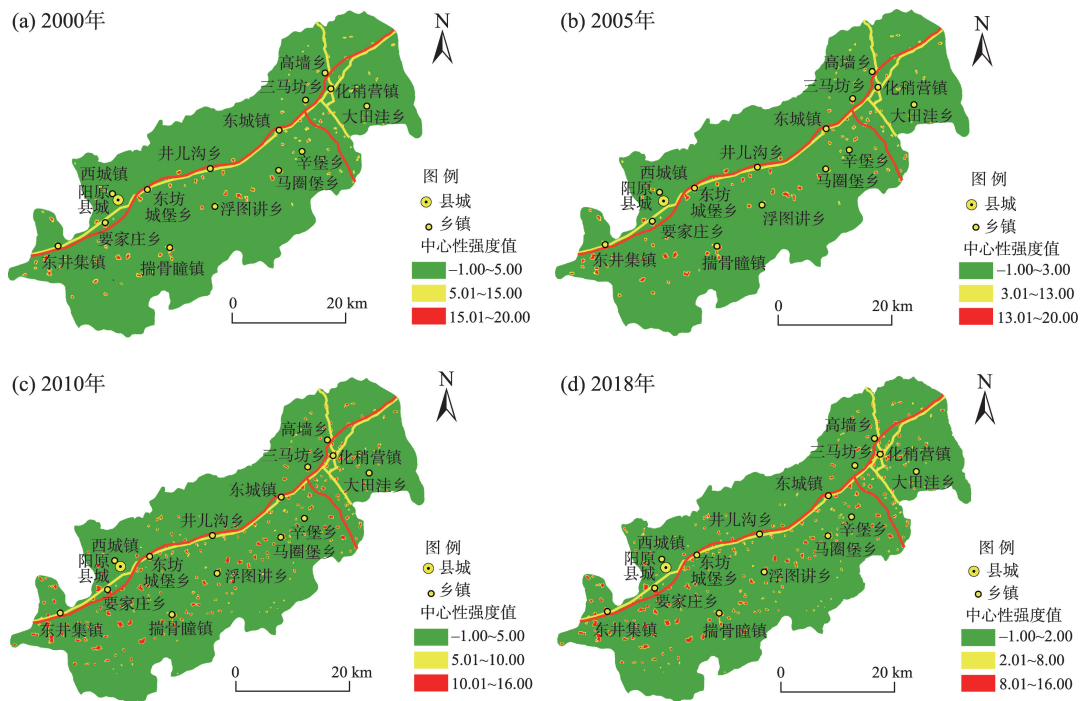 (a) 2000年
N
高墙乡
三马坊乡
化稍营镇
大田洼乡
东城镇
井儿沟乡
辛堡乡
马圈堡乡
西城镇
阳原
县城
东坊
城堡乡
浮图讲乡
要家庄乡
东井集镇
揣骨疃镇
图 例
县城
乡镇
中心性强度值
–1.00~5.00
5.01~15.00
15.01~20.00
0 20 km
(b) 2005年
N
高墙乡
三马坊乡
化稍营镇
大田洼乡
东城镇
井儿沟乡
辛堡乡
马圈堡乡
西城镇
阳原
县城
东坊
城堡乡
浮图讲乡
要家庄乡
东井集镇
揣骨疃镇
图 例
县城
乡镇
中心性强度值
–1.00~3.00
3.01~13.00
13.01~20.00
0 20 km
(c) 2010年
N
高墙乡
三马坊乡
化稍营镇
大田洼乡
东城镇
井儿沟乡
辛堡乡
马圈堡乡
西城镇
阳原
县城
东坊
城堡乡
浮图讲乡
要家庄乡
东井集镇
揣骨疃镇
图 例
县城
乡镇
中心性强度值
–1.00~5.00
5.01~10.00
10.01~16.00
0 20 km
(d) 2018年
N
高墙乡
三马坊乡
化稍营镇
大田洼乡
东城镇
井儿沟乡
辛堡乡
马圈堡乡
西城镇
阳原
县城
东坊
城堡乡
浮图讲乡
要家庄乡
东井集镇
揣骨疃镇
图 例
县城
乡镇
中心性强度值
–1.00~2.00
2.01~8.00
8.01~16.00
0 20 km